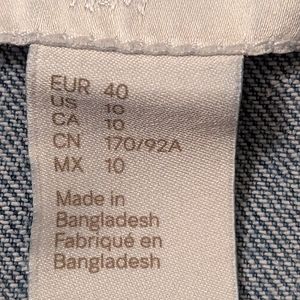 EUR 40
US 10
CA 10
CN 170/92A
MX 10
Made in
Bangladesh
Fabriqué en
Bangladesh